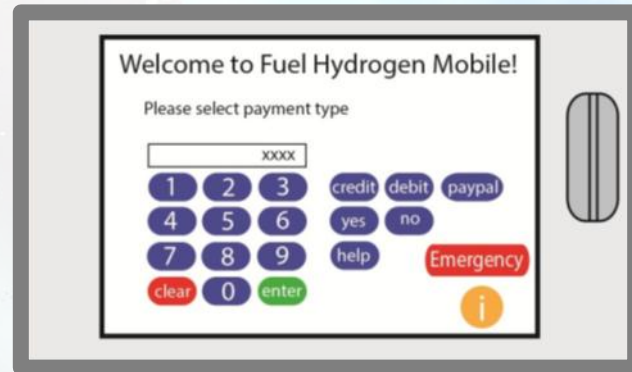 Welcome to Fuel Hydrogen Mobile!
Please select payment type
xxxx
1 2 3 credit debit paypal
4 5 6 yes no
7 8 9 help Emergency
clear 0 enter i